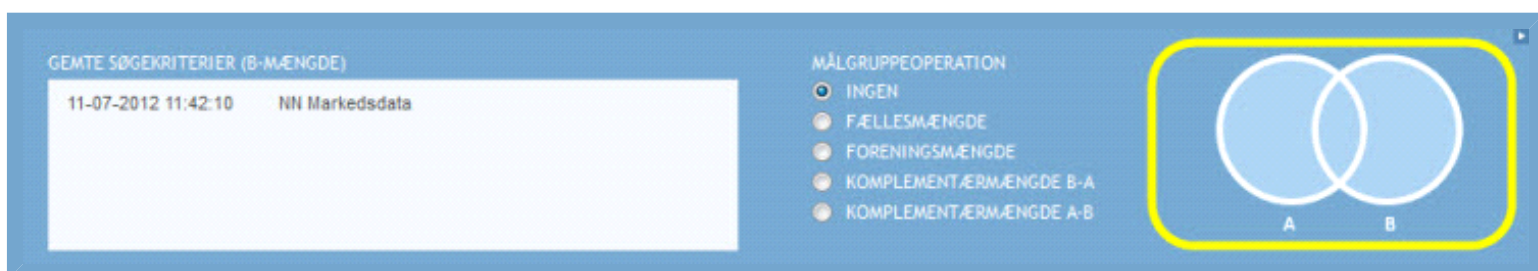 GEMTE SØGEKRITERIER (B-MÆNGDE)
11-07-2012 11:42:10 NN Markedsdata
MÅLGRUPPEOPERATION
INGEN
FÆLLESMÆNGDE
FORENINGSMÆNGDE
KOMPLEMENTÆRMÆNGDE B-A
KOMPLEMENTÆRMÆNGDE A-B
A B